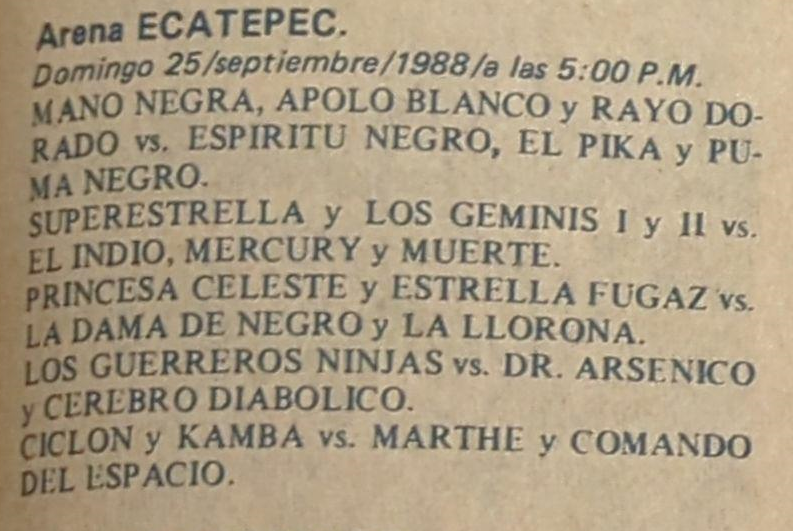 Arena ECATEPEC.
Domingo 25/septiembre/1988/a las 5:00 P.M.
MANO NEGRA, APOLO BLANCO y RAYO DO-
RADO vs. ESPIRITU NEGRO, EL PIKA y PU-
MA NEGRO.
SUPERESTRELLA y LOS GEMINIS I y II vs.
EL INDIO, MERCURY y MUERTE.
PRINCESA CELESTE y ESTRELLA FUGAZ vs.
LA DAMA DE NEGRO y LA LLORONA.
LOS GUERREROS NINJAS vs. DR. ARSENICO
y CEREBRO DIABOLICO.
CICLON y KAMBA vs. MARTHE y COMANDO
DEL ESPACIO.